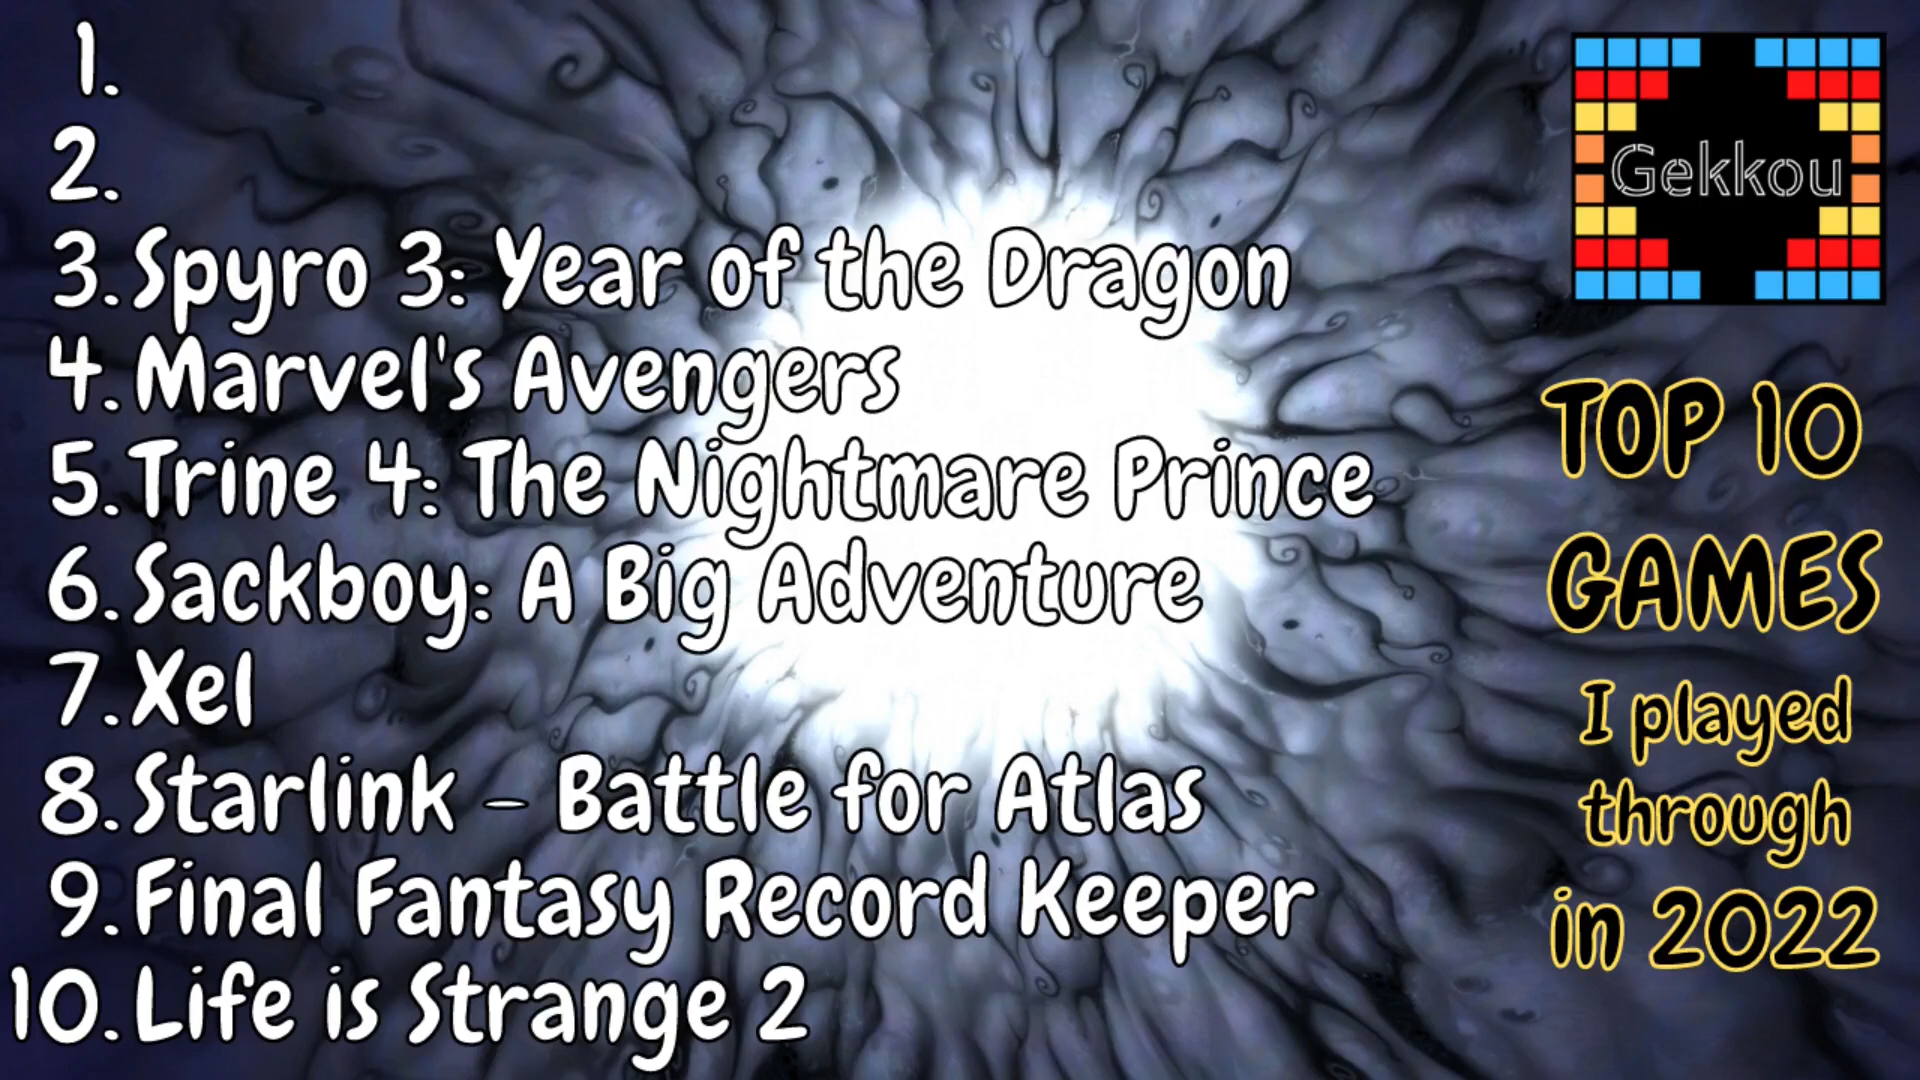 1.
2.
3. Spyro 3: Year of the Dragon
4. Marvel's Avengers
5. Trine 4: The Nightmare Prince
6. Sackboy: A Big Adventure
7. Xel
8. Starlink - Battle for Atlas
9. Final Fantasy Record Keeper
10. Life is Strange 2
Gekkou
TOP 10
GAMES
I played
through
in 2022